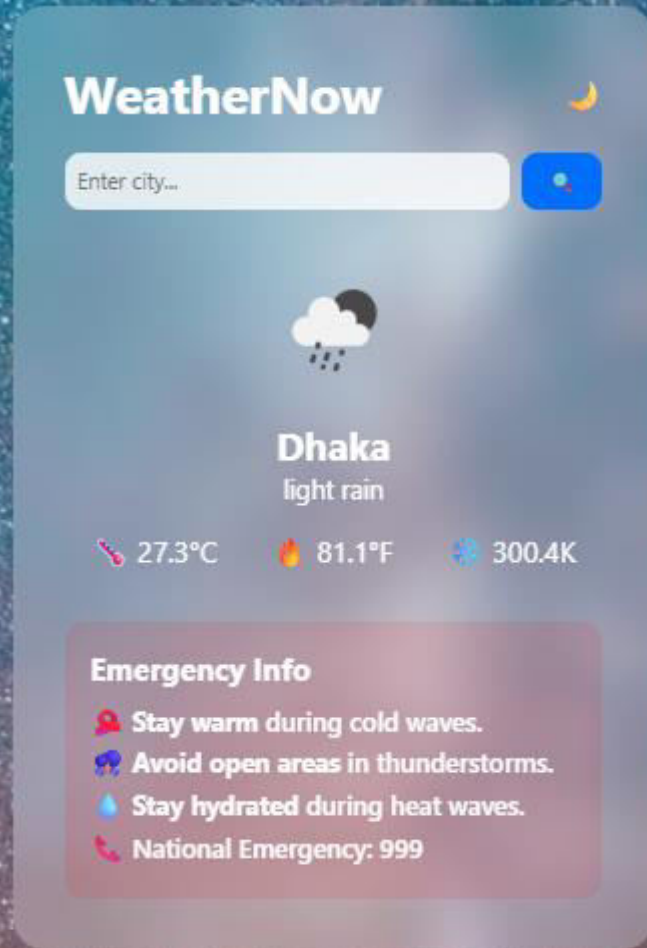 WeatherNow
Enter city...
Dhaka
light rain
27.3°C 81.1°F 300.4K
Emergency Info
Stay warm during cold waves.
Avoid open areas in thunderstorms.
Stay hydrated during heat waves.
National Emergency: 999